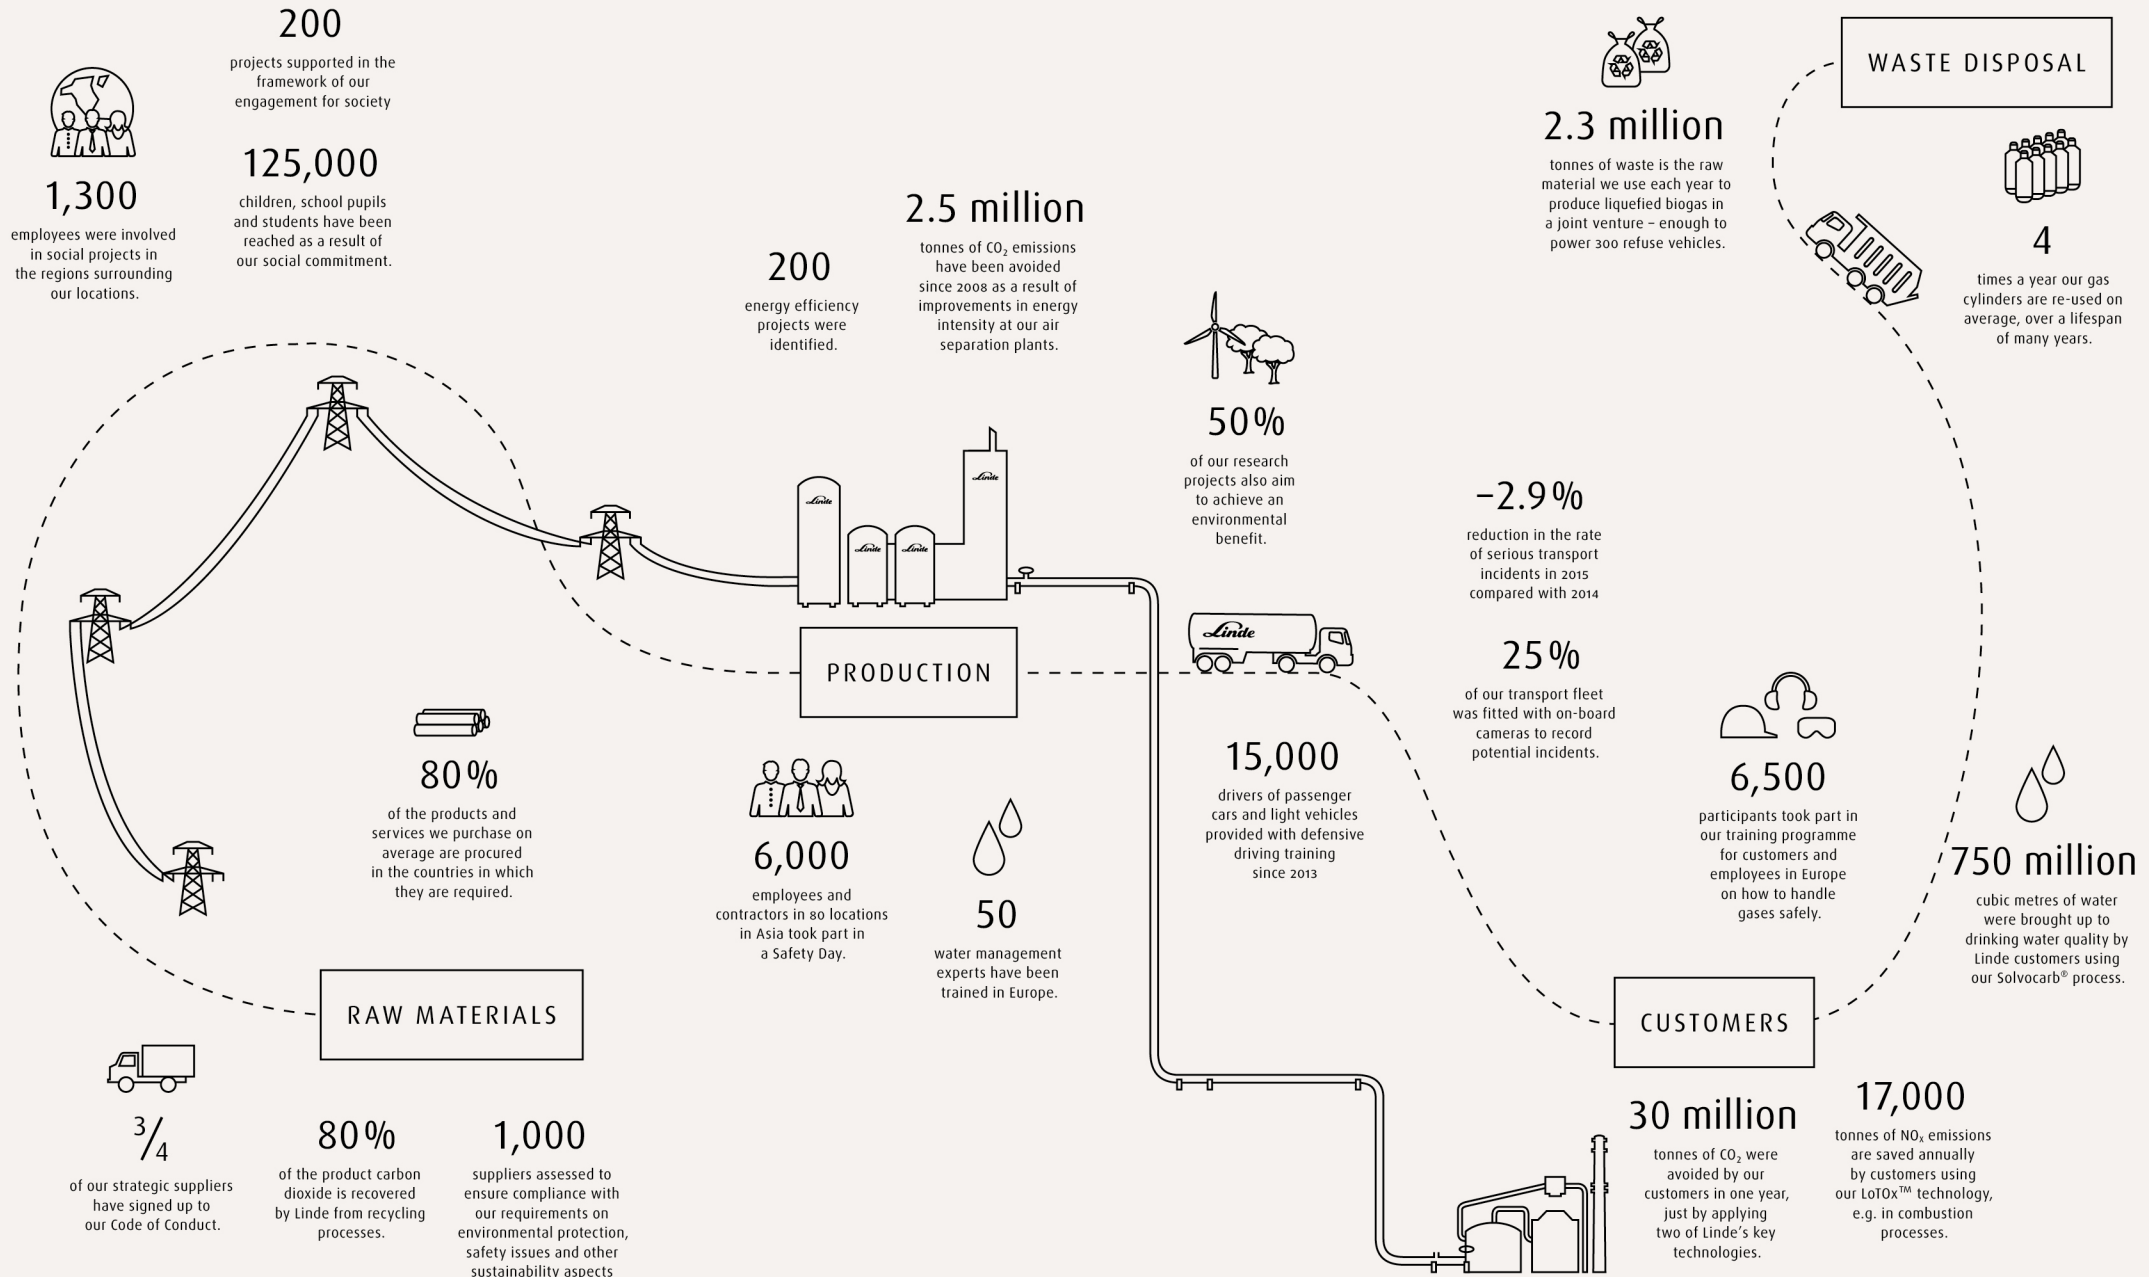 200
projects supported in the
framework of our
engagement for society
1,300
employees were involved
in social projects in
the regions surrounding
our locations.
125,000
children, school pupils
and students have been
reached as a result of
our social commitment.
200
energy efficiency
projects were
identified.
2.5 million
tonnes of CO₂ emissions
have been avoided
since 2008 as a result of
improvements in energy
intensity at our air
separation plants.
50%
of our research
projects also aim
to achieve an
environmental
benefit.
2.3 million
tonnes of waste is the raw
material we use each year to
produce liquefied biogas in
a joint venture – enough to
power 300 refuse vehicles.
WASTE DISPOSAL
4
times a year our gas
cylinders are re-used on
average, over a lifespan
of many years.
Linde
Linde
Linde
Linde
PRODUCTION
Linde
–2.9%
reduction in the rate
of serious transport
incidents in 2015
compared with 2014
25%
of our transport fleet
was fitted with on-board
cameras to record
potential incidents.
80%
of the products and
services we purchase on
average are procured
in the countries in which
they are required.
6,000
employees and
contractors in 80 locations
in Asia took part in
a Safety Day.
50
water management
experts have been
trained in Europe.
15,000
drivers of passenger
cars and light vehicles
provided with defensive
driving training
since 2013
6,500
participants took part in
our training programme
for customers and
employees in Europe
on how to handle
gases safely.
750 million
cubic metres of water
were brought up to
drinking water quality by
Linde customers using
our Solvocarb® process.
RAW MATERIALS
CUSTOMERS
3/4
of our strategic suppliers
have signed up to
our Code of Conduct.
80%
of the product carbon
dioxide is recovered
by Linde from recycling
processes.
1,000
suppliers assessed to
ensure compliance with
our requirements on
environmental protection,
safety issues and other
sustainability aspects
30 million
tonnes of CO₂ were
avoided by our
customers in one year,
just by applying
two of Linde's key
technologies.
17,000
tonnes of NOₓ emissions
are saved annually
by customers using
our LoTOx™ technology,
e.g. in combustion
processes.